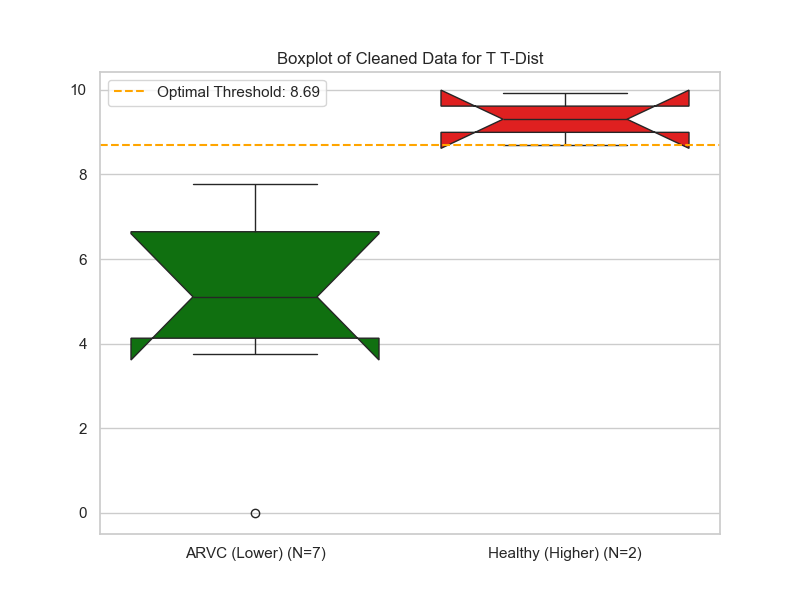 Boxplot of Cleaned Data for T T-Dist
Optimal Threshold: 8.69
10
8
6
4
2
0
ARVC (Lower) (N=7)
Healthy (Higher) (N=2)